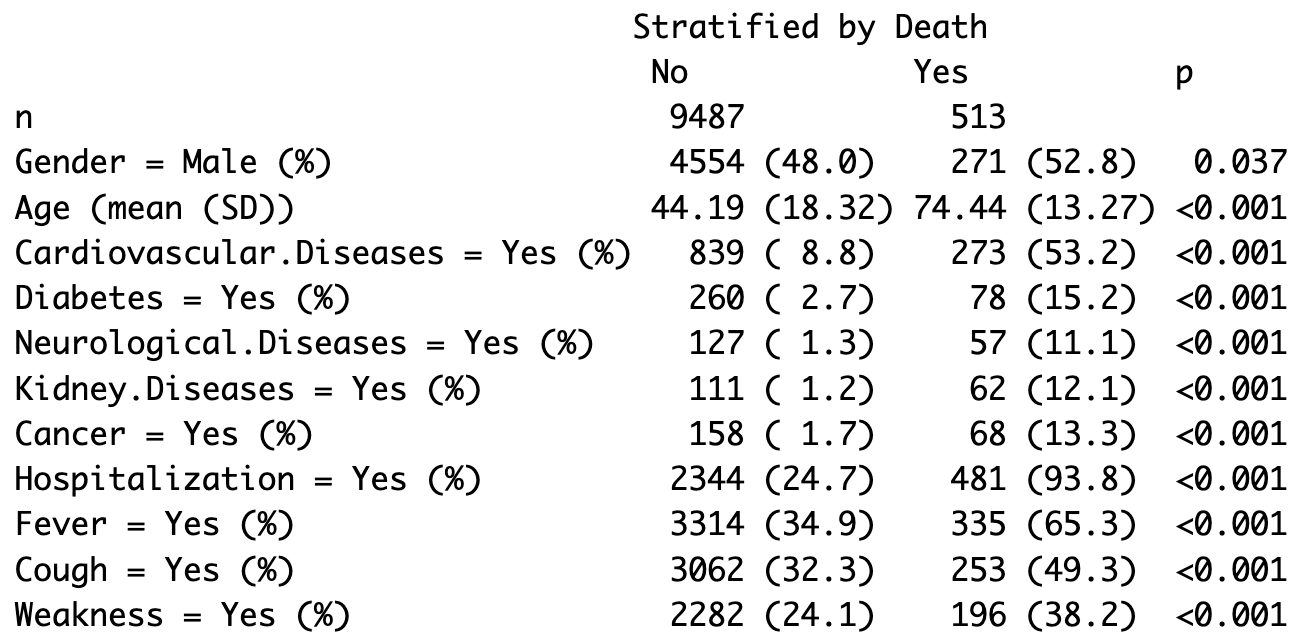 Stratified by Death
No Yes p
n 9487 513
Gender = Male (%) 4554 (48.0) 271 (52.8) 0.037
Age (mean (SD)) 44.19 (18.32) 74.44 (13.27) <0.001
Cardiovascular.Diseases = Yes (%) 839 ( 8.8) 273 (53.2) <0.001
Diabetes = Yes (%) 260 ( 2.7) 78 (15.2) <0.001
Neurological.Diseases = Yes (%) 127 ( 1.3) 57 (11.1) <0.001
Kidney.Diseases = Yes (%) 111 ( 1.2) 62 (12.1) <0.001
Cancer = Yes (%) 158 ( 1.7) 68 (13.3) <0.001
Hospitalization = Yes (%) 2344 (24.7) 481 (93.8) <0.001
Fever = Yes (%) 3314 (34.9) 335 (65.3) <0.001
Cough = Yes (%) 3062 (32.3) 253 (49.3) <0.001
Weakness = Yes (%) 2282 (24.1) 196 (38.2) <0.001